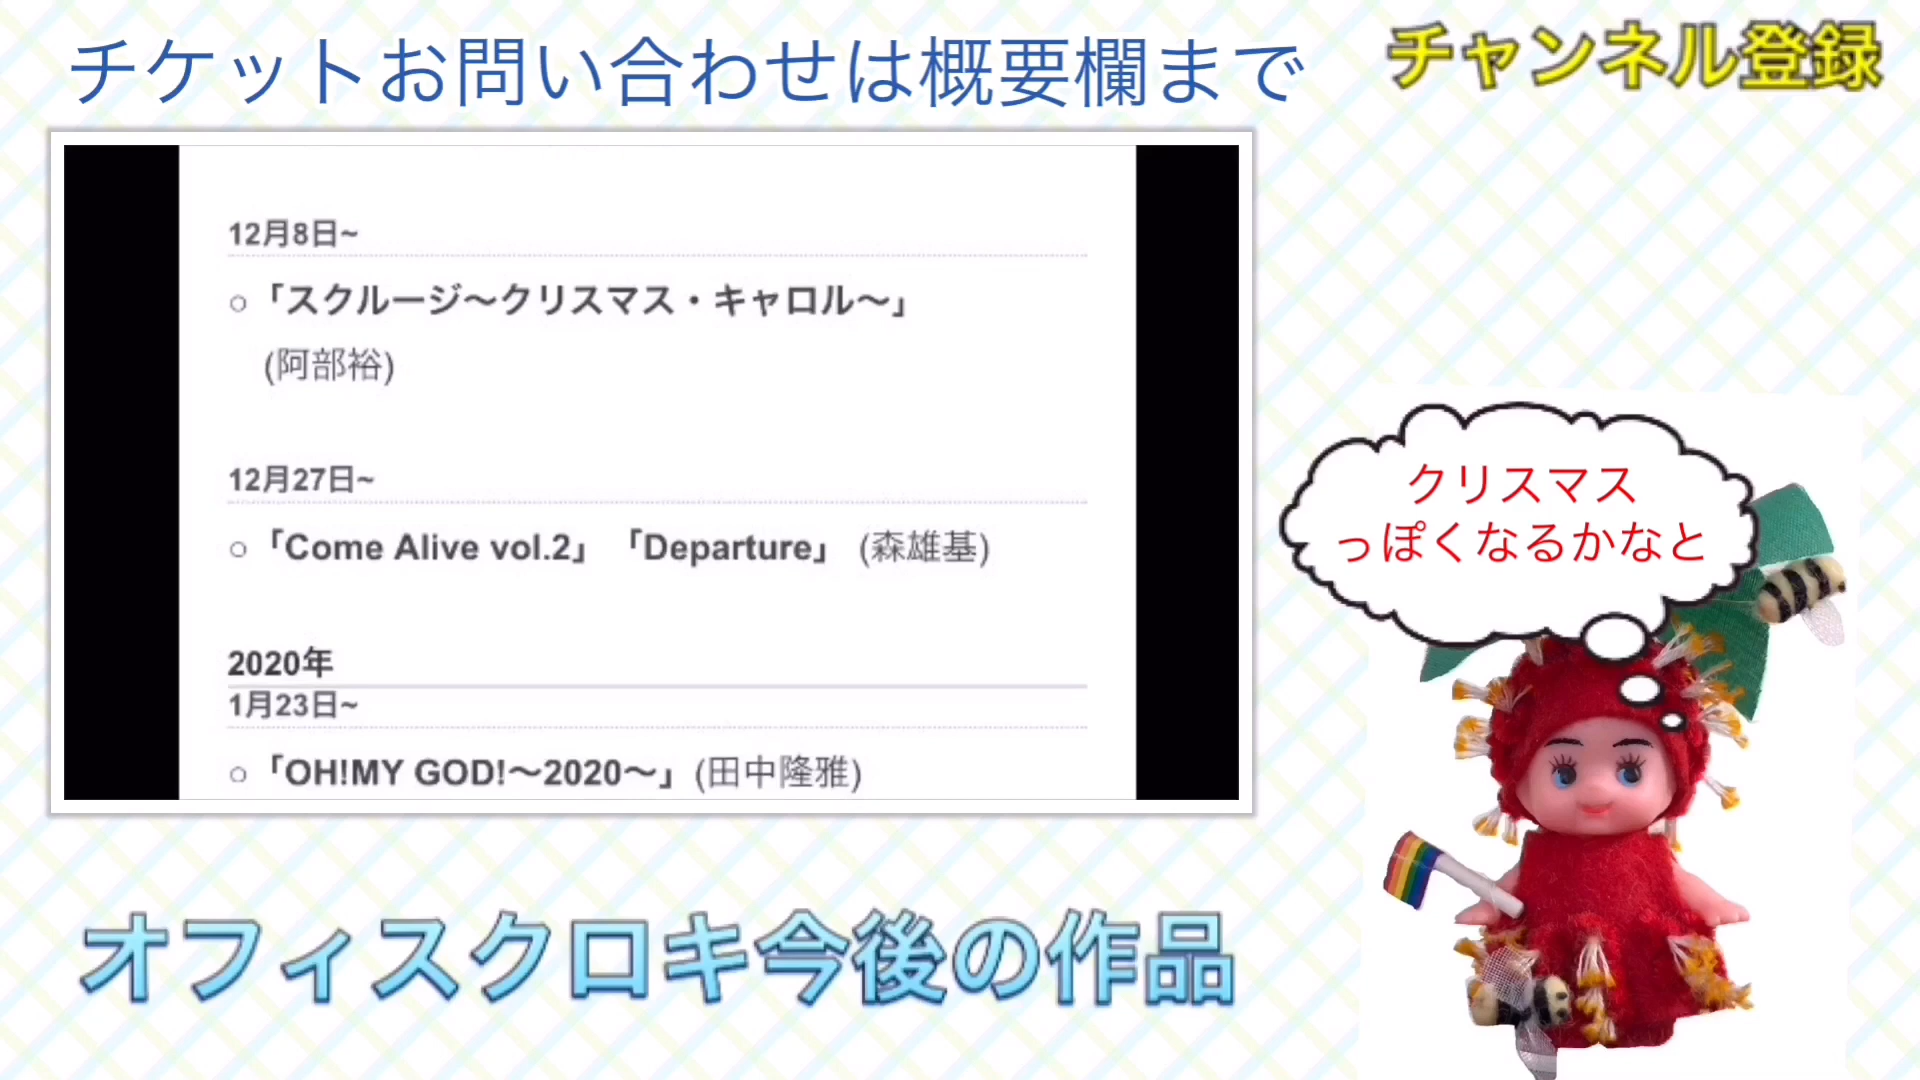 チケットお問い合わせは概要欄まで
チャンネル登録
12月8日~
○「スクルージ～クリスマス・キャロル～」
(阿部裕)
12月27日~
○「Come Alive vol.2」「Departure」 (森雄基)
2020年
1月23日~
○「OH!MY GOD!～2020～」(田中隆雅)
クリスマス
っぽくなるかなと
オフィスクロキ今後の作品